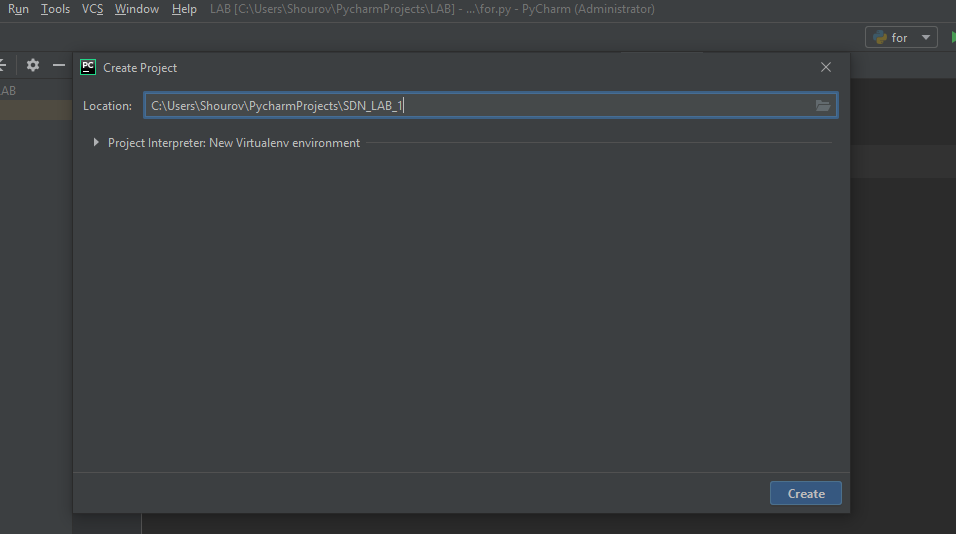 Run Tools VCS Window Help LAB [C:\Users\Shourov\PycharmProjects\LAB] - ...\for.py - PyCharm (Administrator)
for
PC Create Project
LAB
Location: C:\Users\Shourov\PycharmProjects\SDN_LAB_1
Project Interpreter: New Virtualenv environment
Create